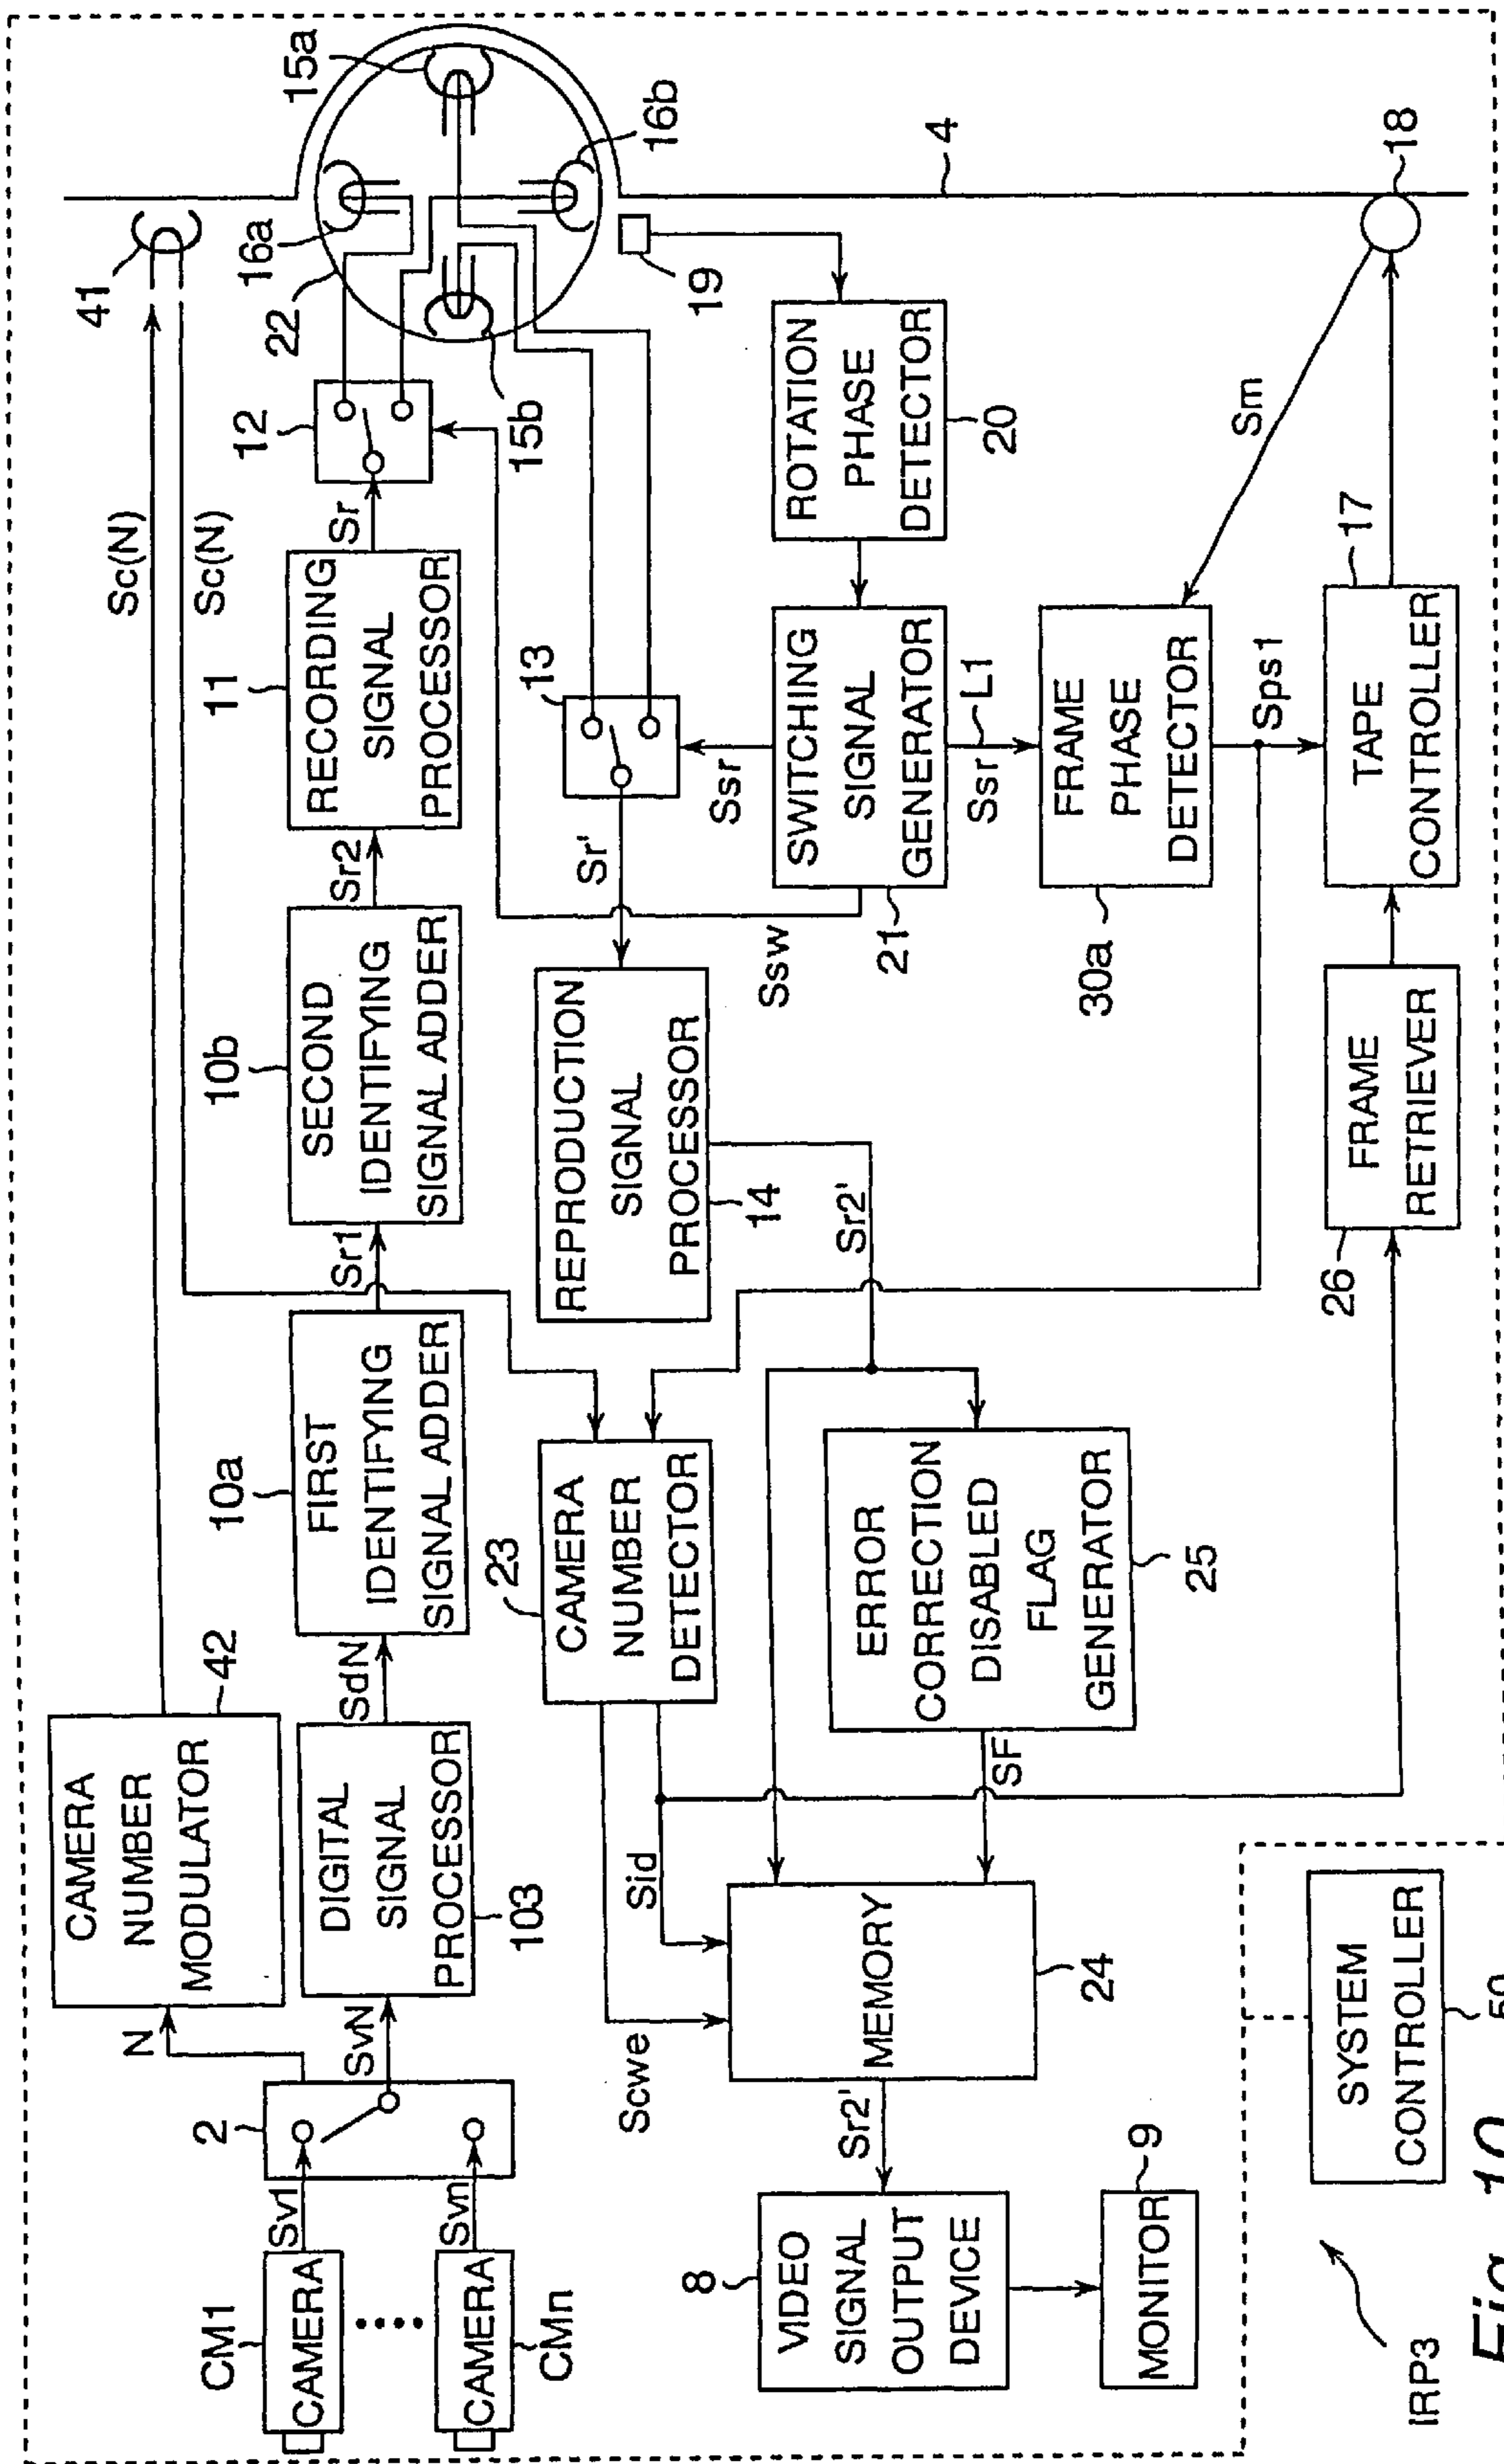 CM1
CAMERA
CAMERA
CMn
Sv1
Svn
2
N
SvN
CAMERA
NUMBER
MODULATOR
42
DIGITAL
SIGNAL
PROCESSOR
103
SdN
10a
FIRST
IDENTIFYING
SIGNAL ADDER
Sr1
10b
SECOND
IDENTIFYING
SIGNAL ADDER
Sr2
11
RECORDING
SIGNAL
PROCESSOR
Sr
12
Sc(N)
Sc(N)
41
22
16a
15a
16b
15b
4
19
18
23
CAMERA
NUMBER
DETECTOR
REPRODUCTION
SIGNAL
PROCESSOR
14
Sr'
13
Ssr
Ssw
SWITCHING
SIGNAL
GENERATOR
21
ROTATION
PHASE
DETECTOR
20
Ssr
L1
FRAME
PHASE
DETECTOR
30a
Sm
Sps1
TAPE
CONTROLLER
17
FRAME
RETRIEVER
26
Sr2'
ERROR
CORRECTION
DISABLED
FLAG
GENERATOR
25
SF
Sid
Scwe
MEMORY
24
Sr2'
8
VIDEO
SIGNAL
OUTPUT
DEVICE
MONITOR
9
SYSTEM
CONTROLLER
IRP3